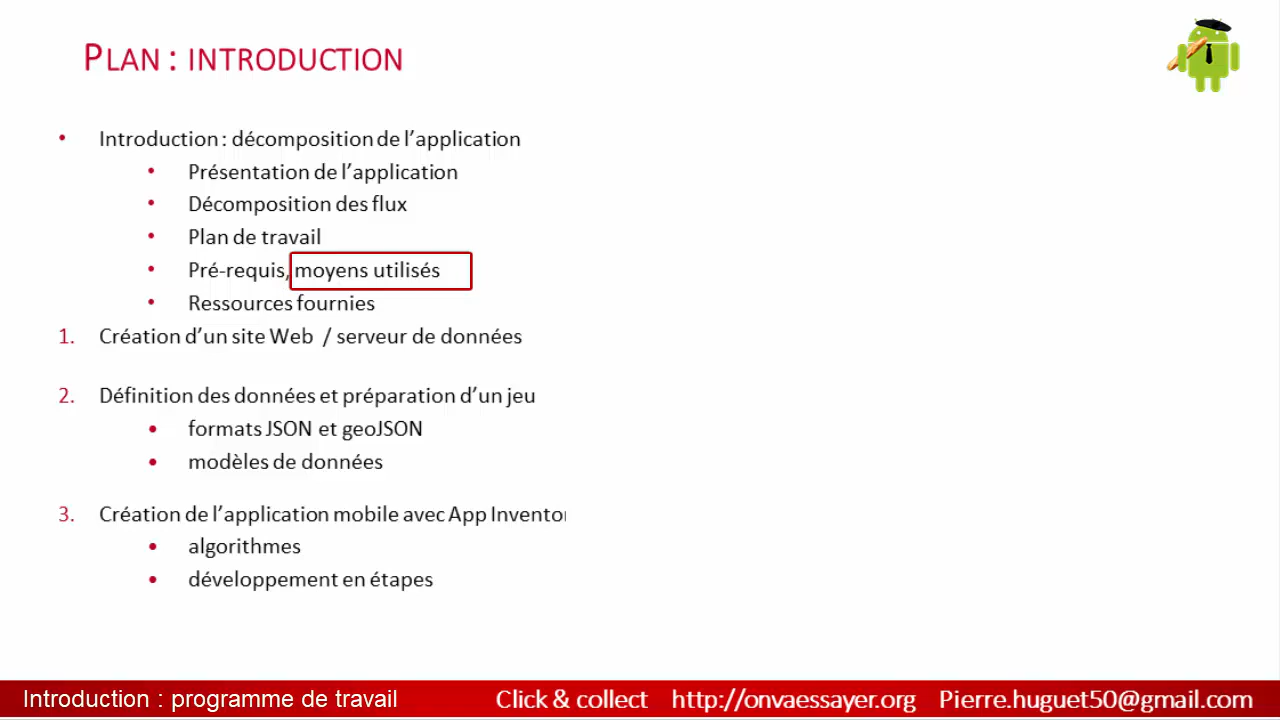 PLAN : INTRODUCTION
• Introduction : décomposition de l'application
• Présentation de l'application
• Décomposition des flux
• Plan de travail
• Pré-requis, moyens utilisés
• Ressources fournies
1. Création d'un site Web / serveur de données
2. Définition des données et préparation d'un jeu
• formats JSON et geoJSON
• modèles de données
3. Création de l'application mobile avec App Inventor
• algorithmes
• développement en étapes
Introduction : programme de travail Click & collect http://onvaessayer.org Pierre.huguet50@gmail.com